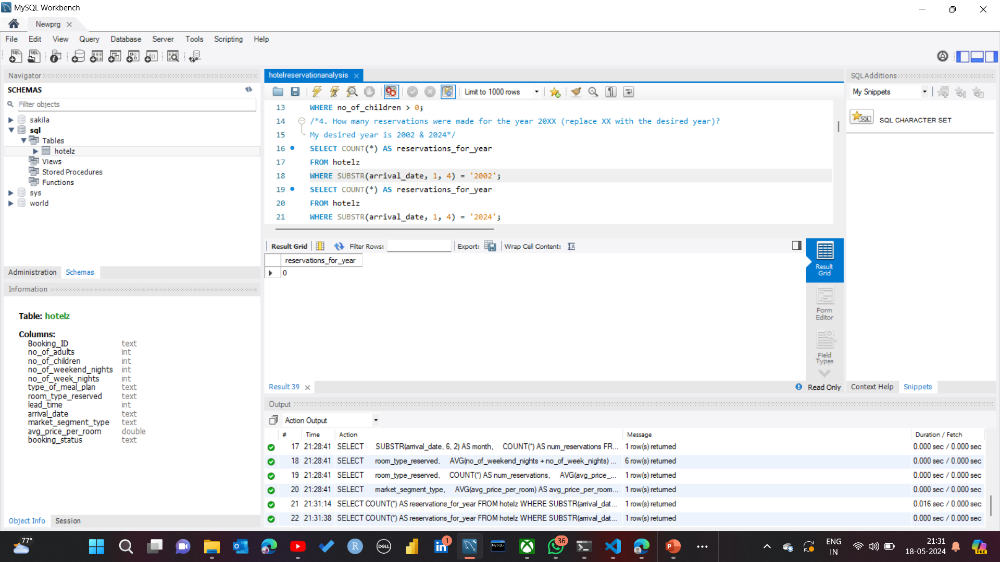 MySQL Workbench
Newprg
File Edit View Query Database Server Tools Scripting Help
Navigator
SCHEMAS
Filter objects
sakila
sql
Tables
hotelz
Views
Stored Procedures
Functions
sys
world
Administration Schemas
Information
Table: hotelz
Columns:
Booking_ID text
no_of_adults int
no_of_children int
no_of_weekend_nights int
no_of_week_nights int
type_of_meal_plan text
room_type_reserved text
lead_time int
arrival_date text
market_segment_type text
avg_price_per_room double
booking_status text
Object Info Session
hotelreservationanalysis
Limit to 1000 rows
13 WHERE no_of_children > 0;
14 /*4. How many reservations were made for the year 20XX (replace XX with the desired year)?
15 My desired year is 2002 & 2024*/
16 SELECT COUNT(*) AS reservations_for_year
17 FROM hotelz
18 WHERE SUBSTR(arrival_date, 1, 4) = '2002';
19 SELECT COUNT(*) AS reservations_for_year
20 FROM hotelz
21 WHERE SUBSTR(arrival_date, 1, 4) = '2024';
Result Grid Filter Rows: Export: Wrap Cell Content:
reservations_for_year
0
Result Grid
Form Editor
Field Types
Result 39
Read Only
SQLAdditions
My Snippets
SQL
SQL CHARACTER SET
Context Help Snippets
Output
Action Output
# Time Action Message Duration / Fetch
17 21:28:41 SELECT SUBSTR(arrival_date, 6, 2) AS month, COUNT(*) AS num_reservations FR... 1 row(s) returned 0.000 sec / 0.000 sec
18 21:28:41 SELECT room_type_reserved, AVG(no_of_weekend_nights + no_of_week_nights) ... 6 row(s) returned 0.000 sec / 0.000 sec
19 21:28:41 SELECT room_type_reserved, COUNT(*) AS num_reservations, AVG(avg_price_... 1 row(s) returned 0.000 sec / 0.000 sec
20 21:28:41 SELECT market_segment_type, AVG(avg_price_per_room) AS avg_price_per_room... 1 row(s) returned 0.000 sec / 0.000 sec
21 21:31:14 SELECT COUNT(*) AS reservations_for_year FROM hotelz WHERE SUBSTR(arrival_dat... 1 row(s) returned 0.016 sec / 0.000 sec
22 21:31:38 SELECT COUNT(*) AS reservations_for_year FROM hotelz WHERE SUBSTR(arrival_dat... 1 row(s) returned 0.000 sec / 0.000 sec
77°
DELL
1
36
ENG
IN
21:31
18-05-2024
PRE